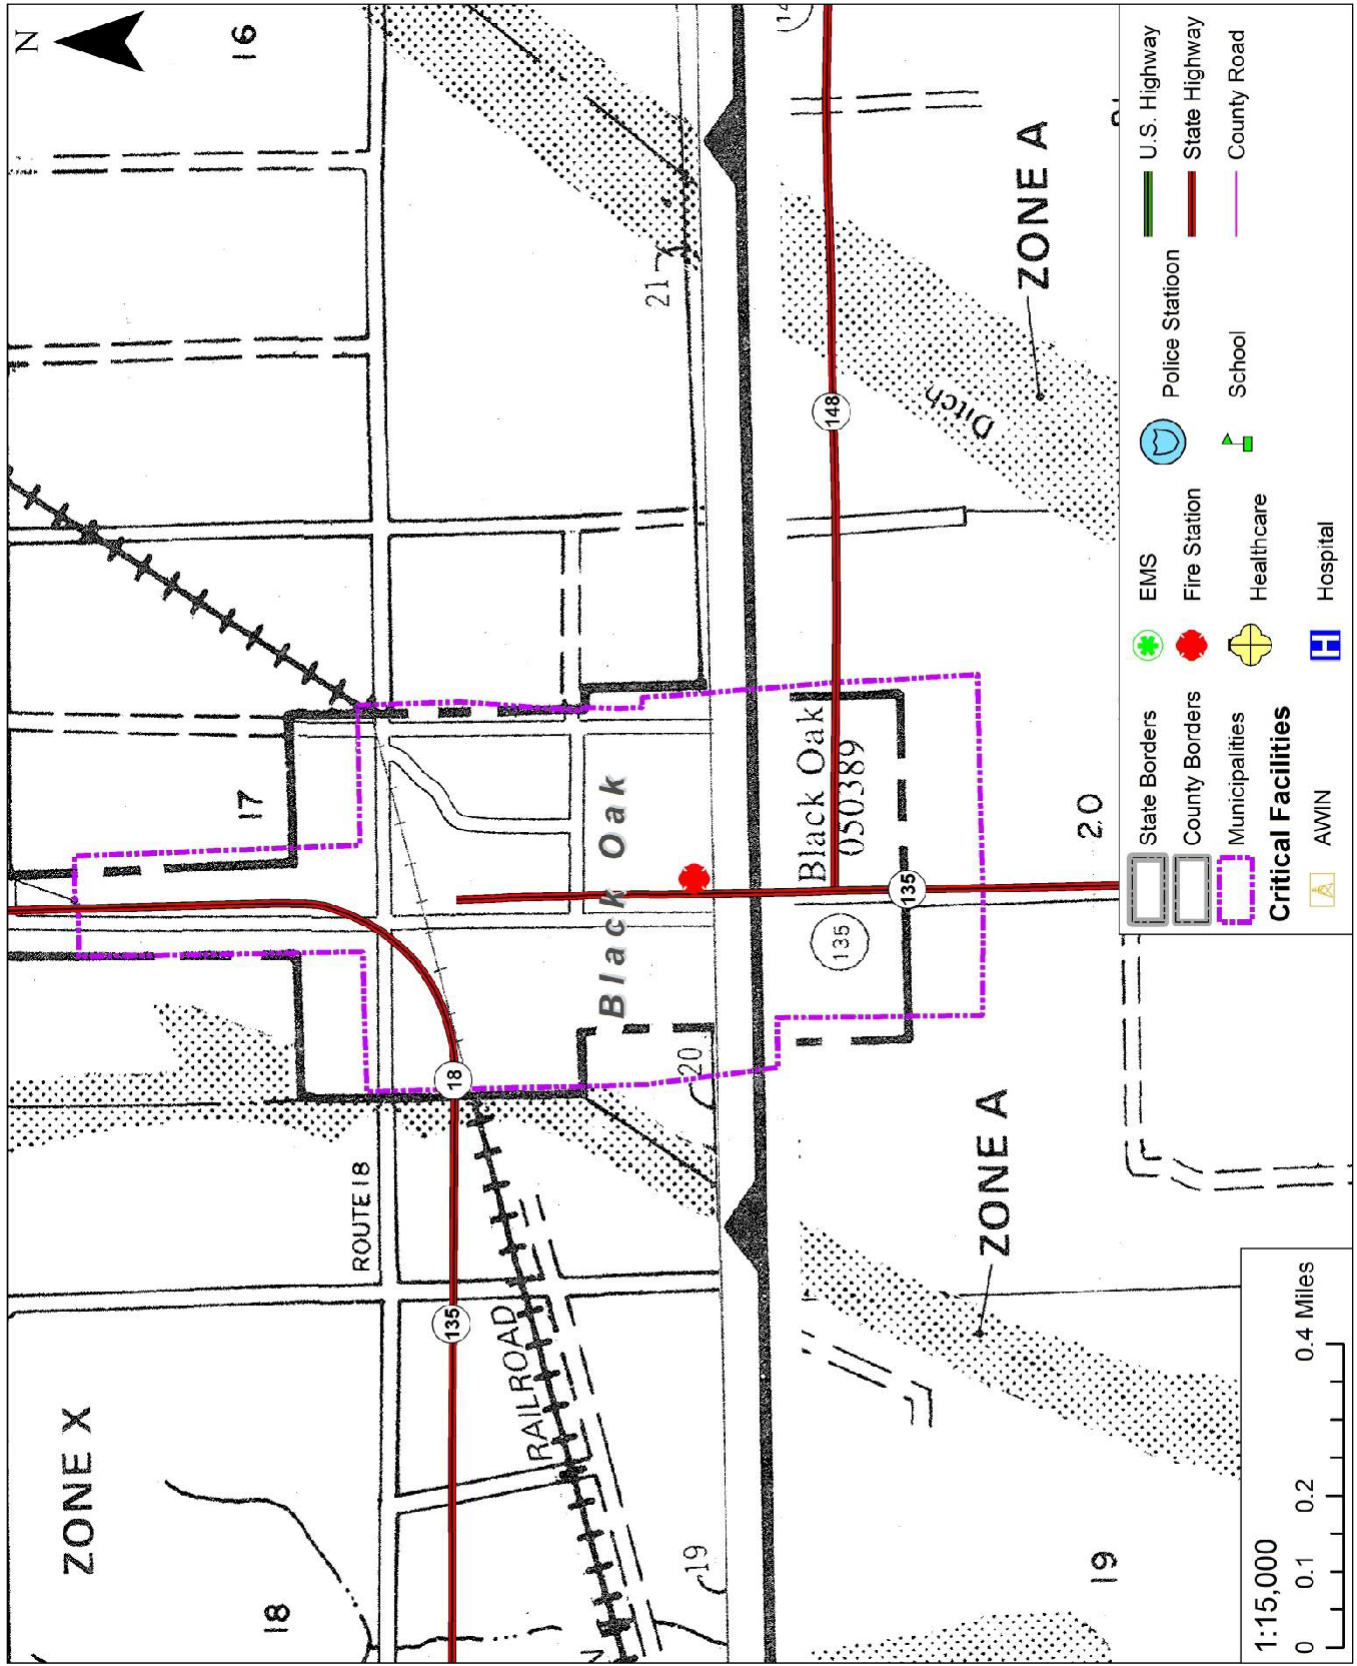 N
16
ZONE X
17
18
ROUTE 18
18
135
RAILROAD
Black Oak
21
20
19
148
Black Oak
050389
135
135
Ditch
ZONE A
ZONE A
20
19
State Borders
County Borders
Municipalities
Critical Facilities
AWIN
EMS
Fire Station
Healthcare
Hospital
Police Statioon
School
U.S. Highway
State Highway
County Road
1:15,000
0 0.1 0.2 0.4 Miles